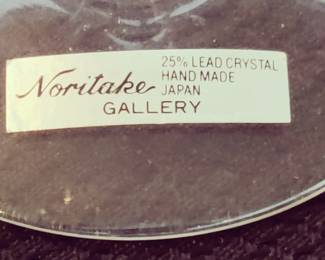 Noritake 25% LEAD CRYSTAL
HAND MADE
JAPAN
GALLERY